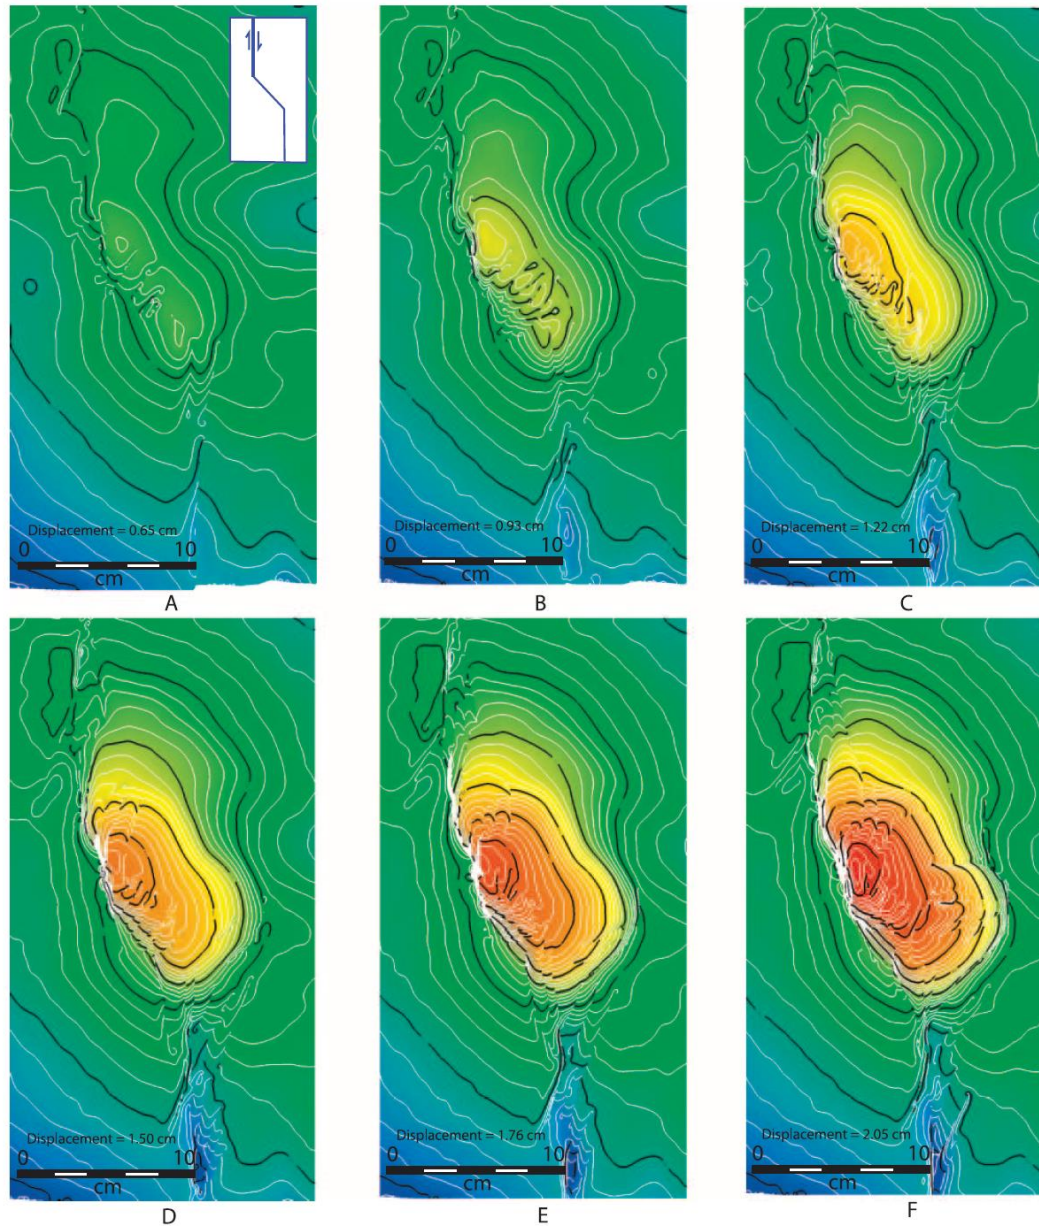 Displacement = 0.65 cm
0 10
cm
A
Displacement = 0.93 cm
0 10
cm
B
Displacement = 1.22 cm
0 10
cm
C
Displacement = 1.50 cm
0 10
cm
D
Displacement = 1.76 cm
0 10
cm
E
Displacement = 2.05 cm
0 10
cm
F